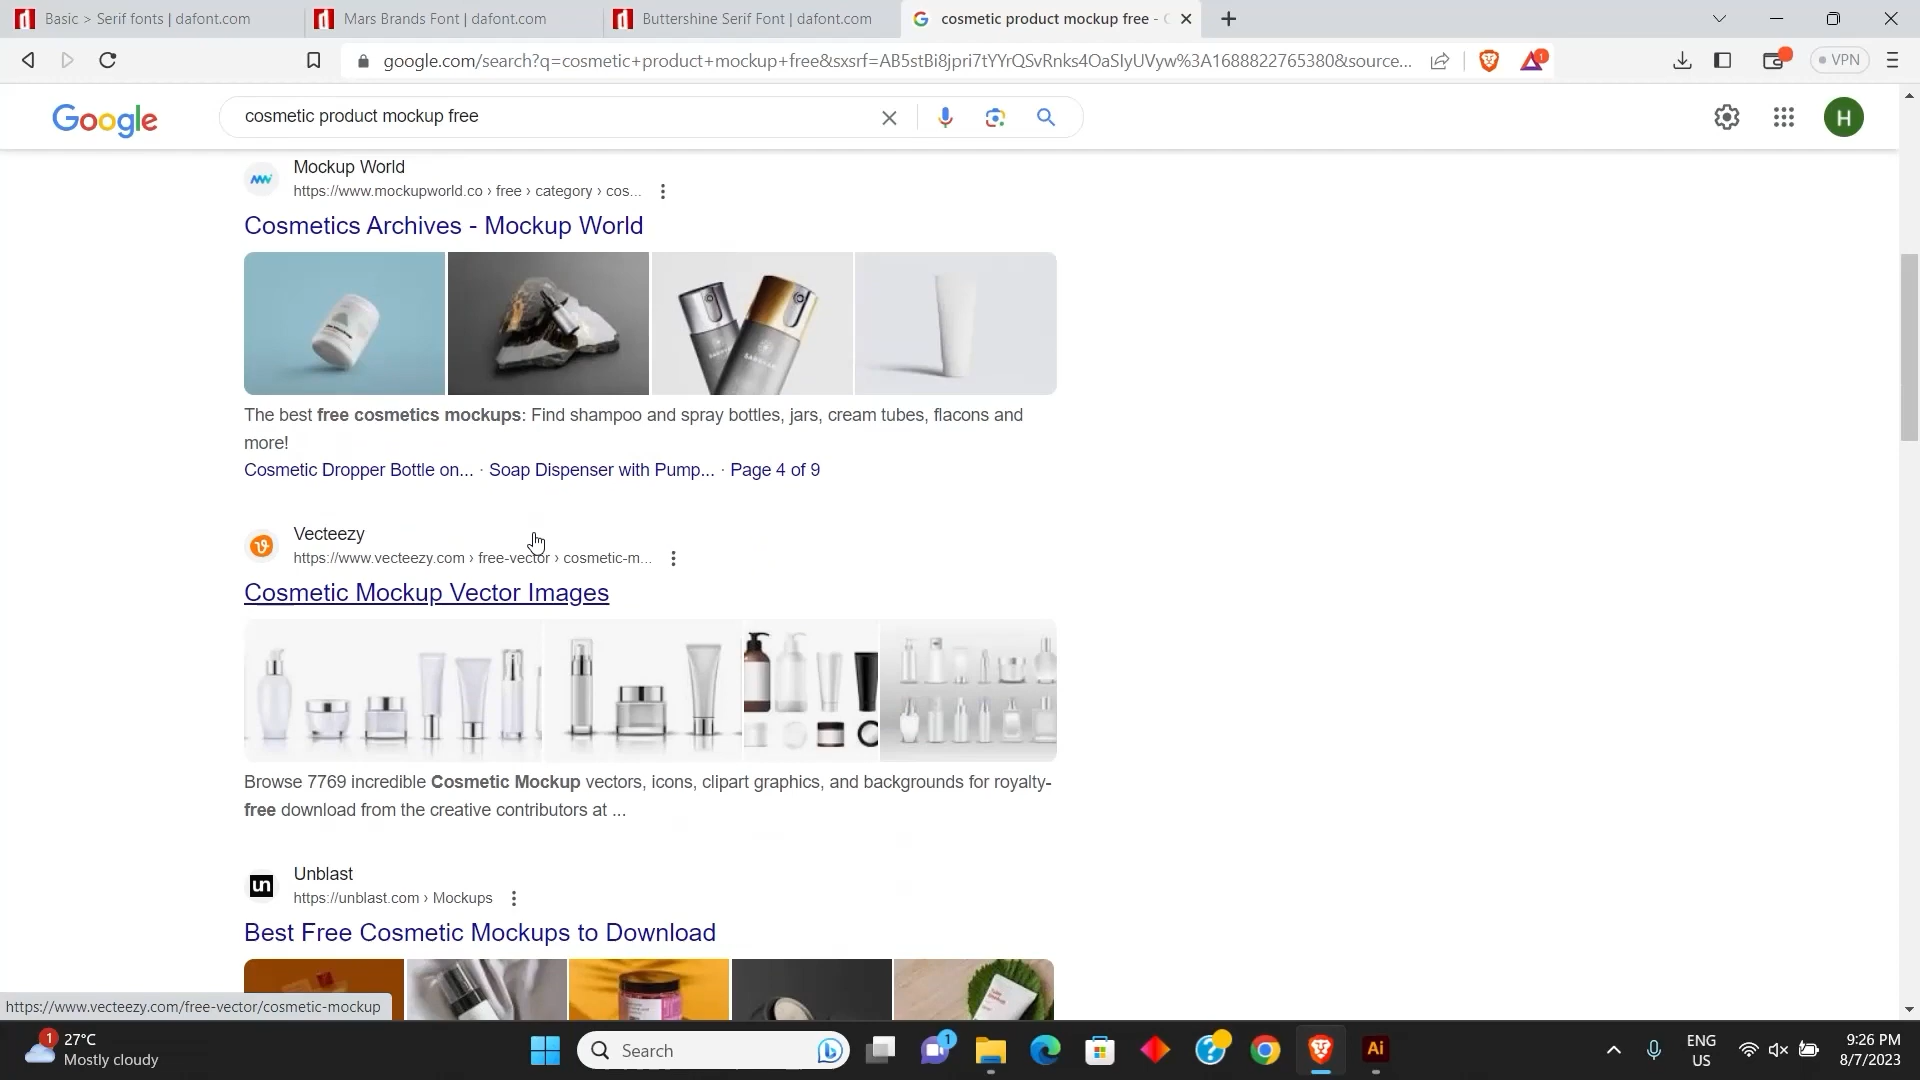 Basic > Serif fonts | dafont.com
Mars Brands Font | dafont.com
Buttershine Serif Font | dafont.com
cosmetic product mockup free -
google.com/search?q=cosmetic+product+mockup+free&sxsrf=AB5stBi8jpri7tYYrQSvRnks4OaSlyUVyw%3A1688822765380&source...
1
VPN
Google
cosmetic product mockup free
H
Mockup World
https://www.mockupworld.co › free › category › cos...
Cosmetics Archives - Mockup World
The best free cosmetics mockups: Find shampoo and spray bottles, jars, cream tubes, flacons and
more!
Cosmetic Dropper Bottle on... · Soap Dispenser with Pump... · Page 4 of 9
Vecteezy
https://www.vecteezy.com › free-vector › cosmetic-m...
Cosmetic Mockup Vector Images
Browse 7769 incredible Cosmetic Mockup vectors, icons, clipart graphics, and backgrounds for royalty-
free download from the creative contributors at ...
un
Unblast
https://unblast.com › Mockups
Best Free Cosmetic Mockups to Download
https://www.vecteezy.com/free-vector/cosmetic-mockup
1
27°C
Mostly cloudy
Search
1
Ai
ENG
US
9:26 PM
8/7/2023